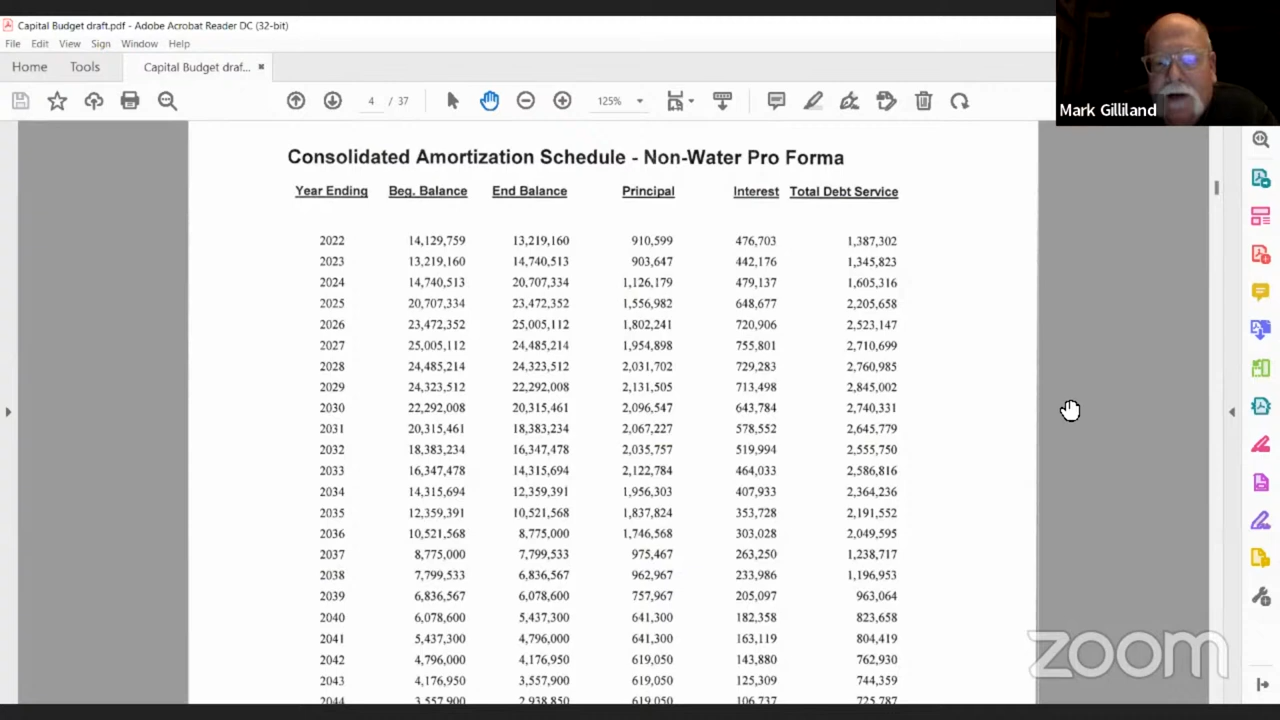 Capital Budget draft.pdf - Adobe Acrobat Reader DC (32-bit)
File Edit View Sign Window Help
Home Tools Capital Budget draf... ×
4 / 37 125%
Mark Gilliland
Consolidated Amortization Schedule - Non-Water Pro Forma
Year Ending Beg. Balance End Balance Principal Interest Total Debt Service
2022 14,129,759 13,219,160 910,599 476,703 1,387,302
2023 13,219,160 14,740,513 903,647 442,176 1,345,823
2024 14,740,513 20,707,334 1,126,179 479,137 1,605,316
2025 20,707,334 23,472,352 1,556,982 648,677 2,205,658
2026 23,472,352 25,005,112 1,802,241 720,906 2,523,147
2027 25,005,112 24,485,214 1,954,898 755,801 2,710,699
2028 24,485,214 24,323,512 2,031,702 729,283 2,760,985
2029 24,323,512 22,292,008 2,131,505 713,498 2,845,002
2030 22,292,008 20,315,461 2,096,547 643,784 2,740,331
2031 20,315,461 18,383,234 2,067,227 578,552 2,645,779
2032 18,383,234 16,347,478 2,035,757 519,994 2,555,750
2033 16,347,478 14,315,694 2,122,784 464,033 2,586,816
2034 14,315,694 12,359,391 1,956,303 407,933 2,364,236
2035 12,359,391 10,521,568 1,837,824 353,728 2,191,552
2036 10,521,568 8,775,000 1,746,568 303,028 2,049,595
2037 8,775,000 7,799,533 975,467 263,250 1,238,717
2038 7,799,533 6,836,567 962,967 233,986 1,196,953
2039 6,836,567 6,078,600 757,967 205,097 963,064
2040 6,078,600 5,437,300 641,300 182,358 823,658
2041 5,437,300 4,796,000 641,300 163,119 804,419
2042 4,796,000 4,176,950 619,050 143,880 762,930
2043 4,176,950 3,557,900 619,050 125,309 744,359
2044 3,557,900 2,938,850 619,050 106,737 725,787
zoom